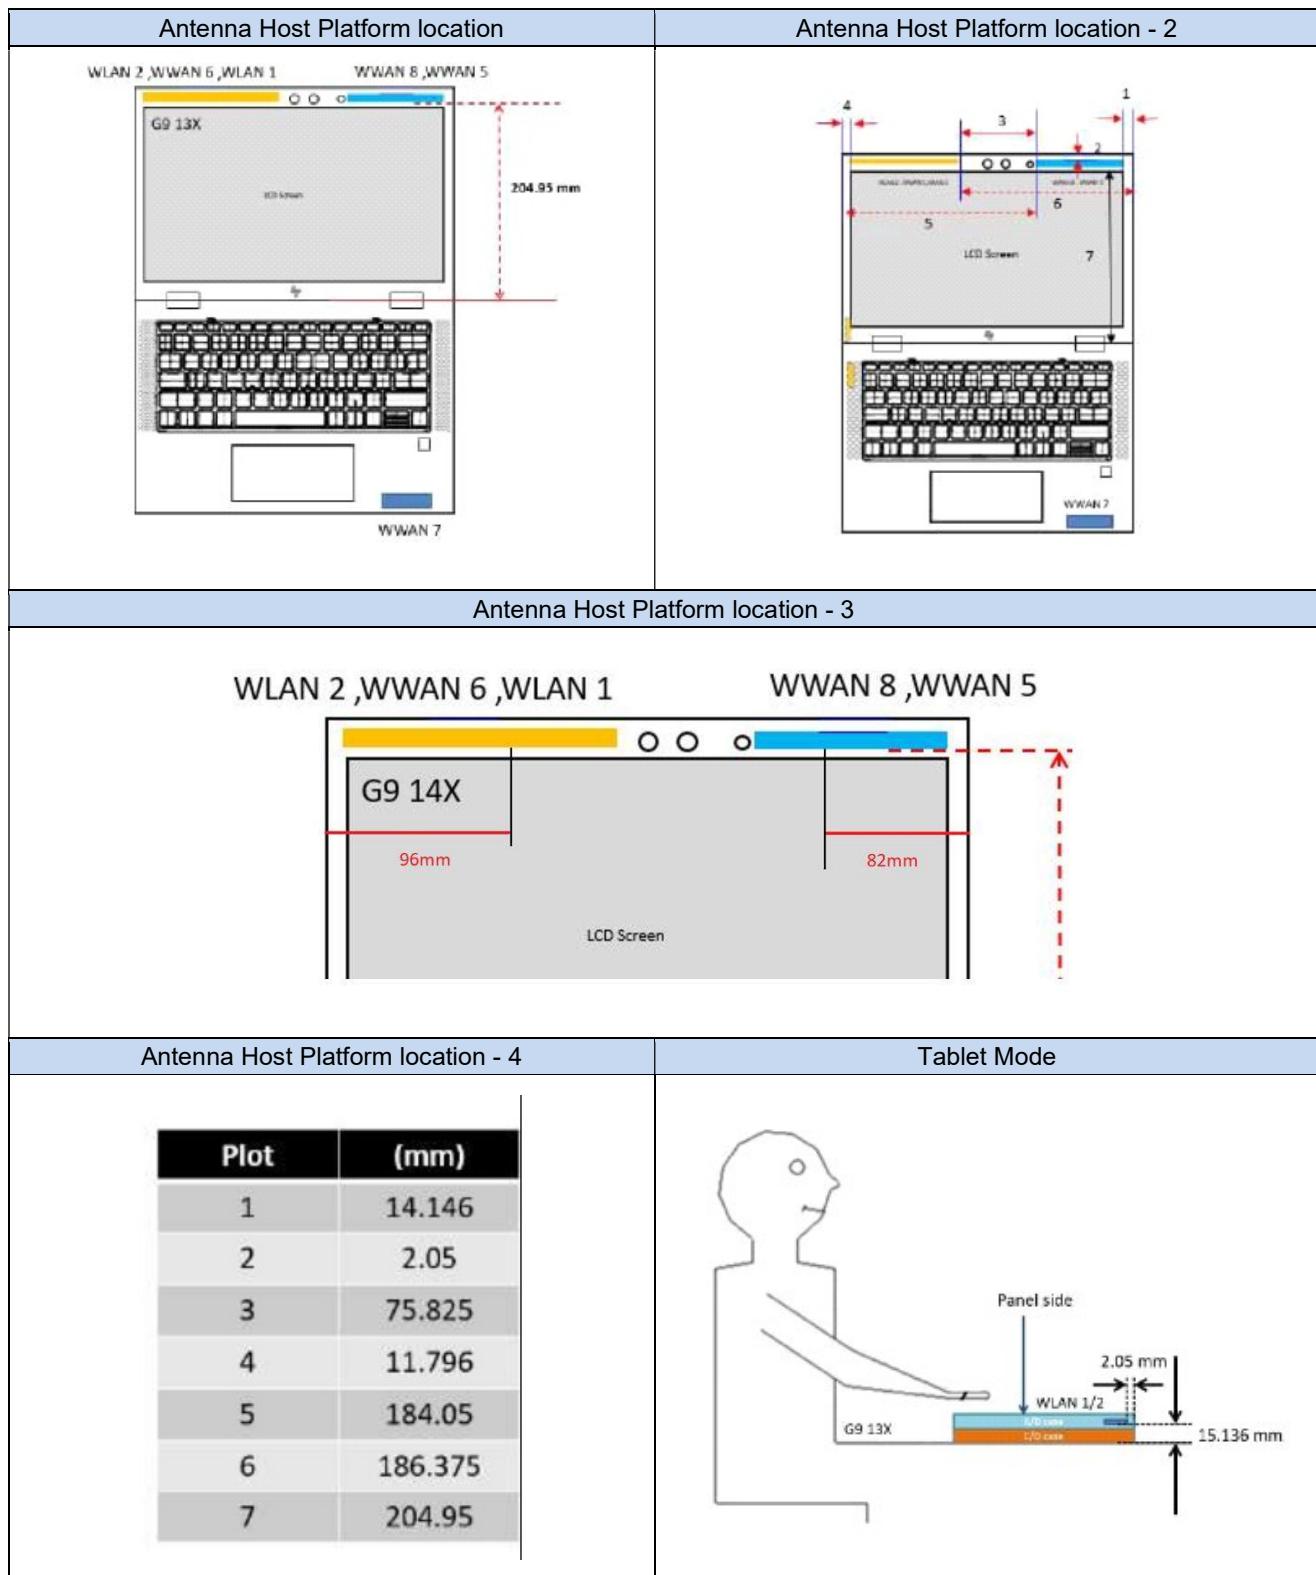 Antenna Host Platform location
Antenna Host Platform location - 2
WLAN 2 ,WWAN 6 ,WLAN 1
WWAN 8 ,WWAN 5
G9 13X
LCD Screen
204.95 mm
WWAN 7
1
4
3
2
6
5
LCD Screen
7
WWAN 7
Antenna Host Platform location - 3
WLAN 2 ,WWAN 6 ,WLAN 1
WWAN 8 ,WWAN 5
G9 14X
96mm
82mm
LCD Screen
Antenna Host Platform location - 4
Tablet Mode
Plot (mm)
1 14.146
2 2.05
3 75.825
4 11.796
5 184.05
6 186.375
7 204.95
Panel side
2.05 mm
WLAN 1/2
G9 13X
C/D case
15.136 mm